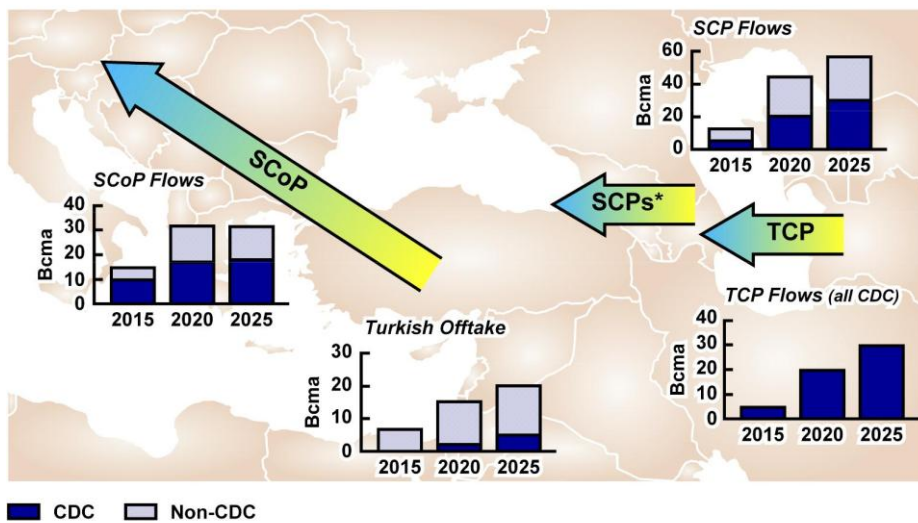 SCP Flows
Bcma
60
40
20
0
2015 2020 2025
SCoP
SCPs*
TCP
SCoP Flows
Bcma
40
30
20
10
0
2015 2020 2025
TCP Flows (all CDC)
Bcma
40
30
20
10
0
2015 2020 2025
Turkish Offtake
Bcma
30
20
10
0
2015 2020 2025
CDC Non-CDC